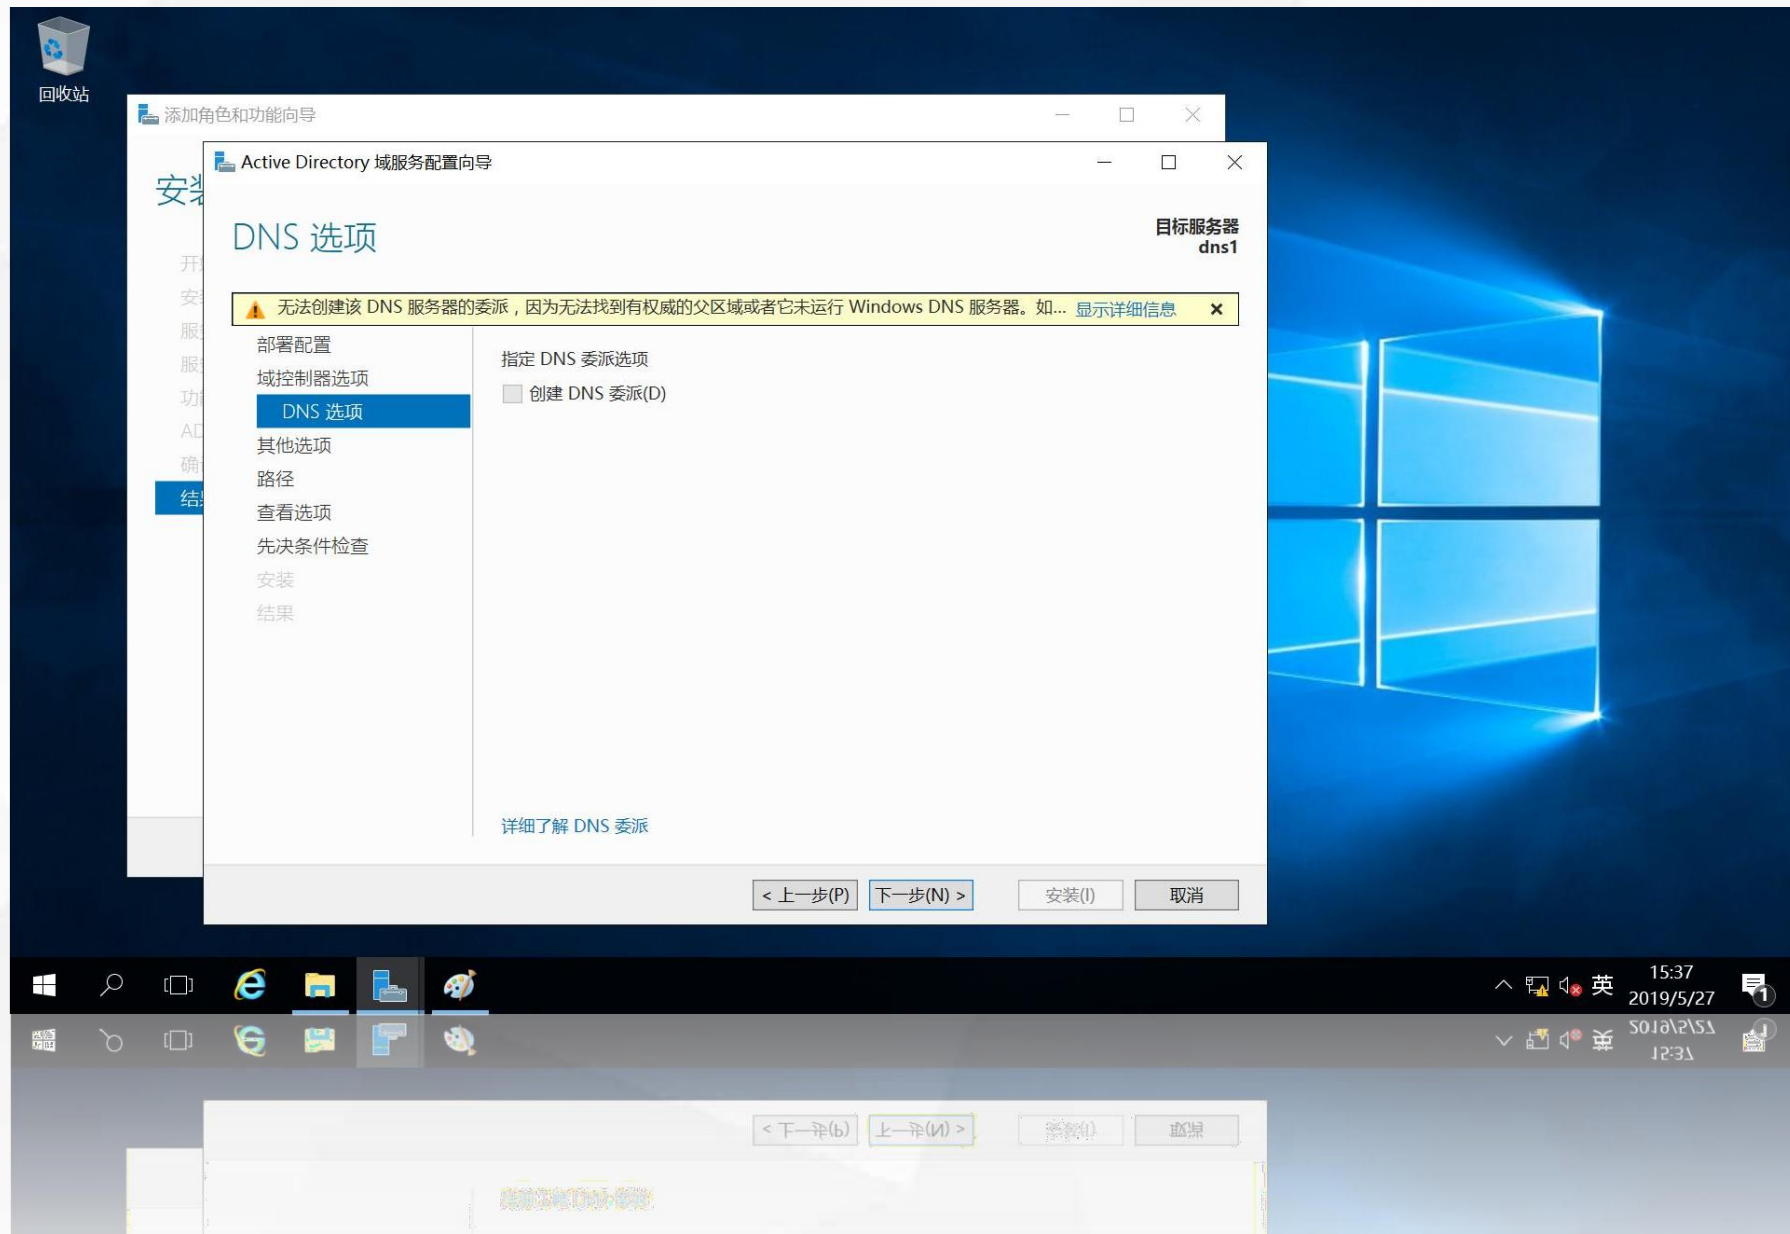 回收站
添加角色和功能向导
Active Directory 域服务配置向导
DNS 选项
目标服务器
dns1
无法创建该 DNS 服务器的委派，因为无法找到有权威的父区域或者它未运行 Windows DNS 服务器。如... 显示详细信息
部署配置
域控制器选项
DNS 选项
其他选项
路径
查看选项
先决条件检查
安装
结果
指定 DNS 委派选项
创建 DNS 委派(D)
详细了解 DNS 委派
< 上一步(P)
下一步(N) >
安装(I)
取消
英
15:37
2019/5/27
1